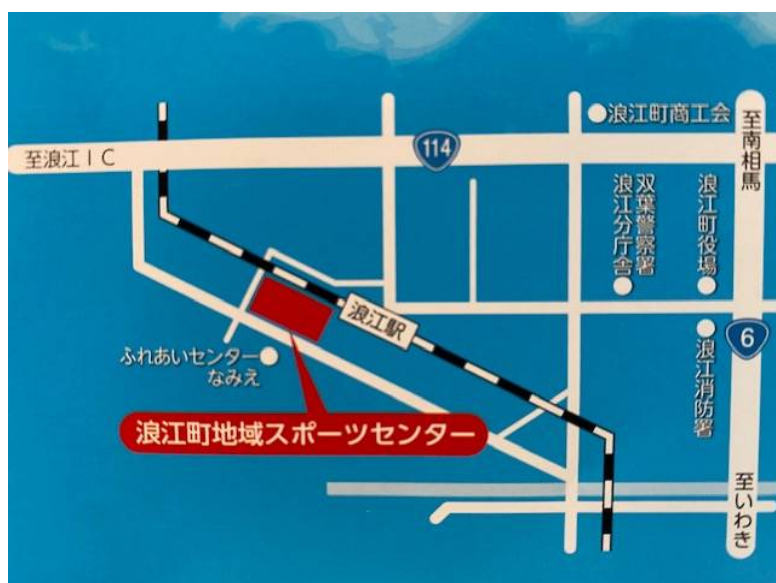 至浪江IC
114
浪江町商工会
至南相馬
双葉警察署
浪江分庁舎
浪江町役場
浪江駅
6
浪江消防署
ふれあいセンター
なみえ
浪江町地域スポーツセンター
至いわき